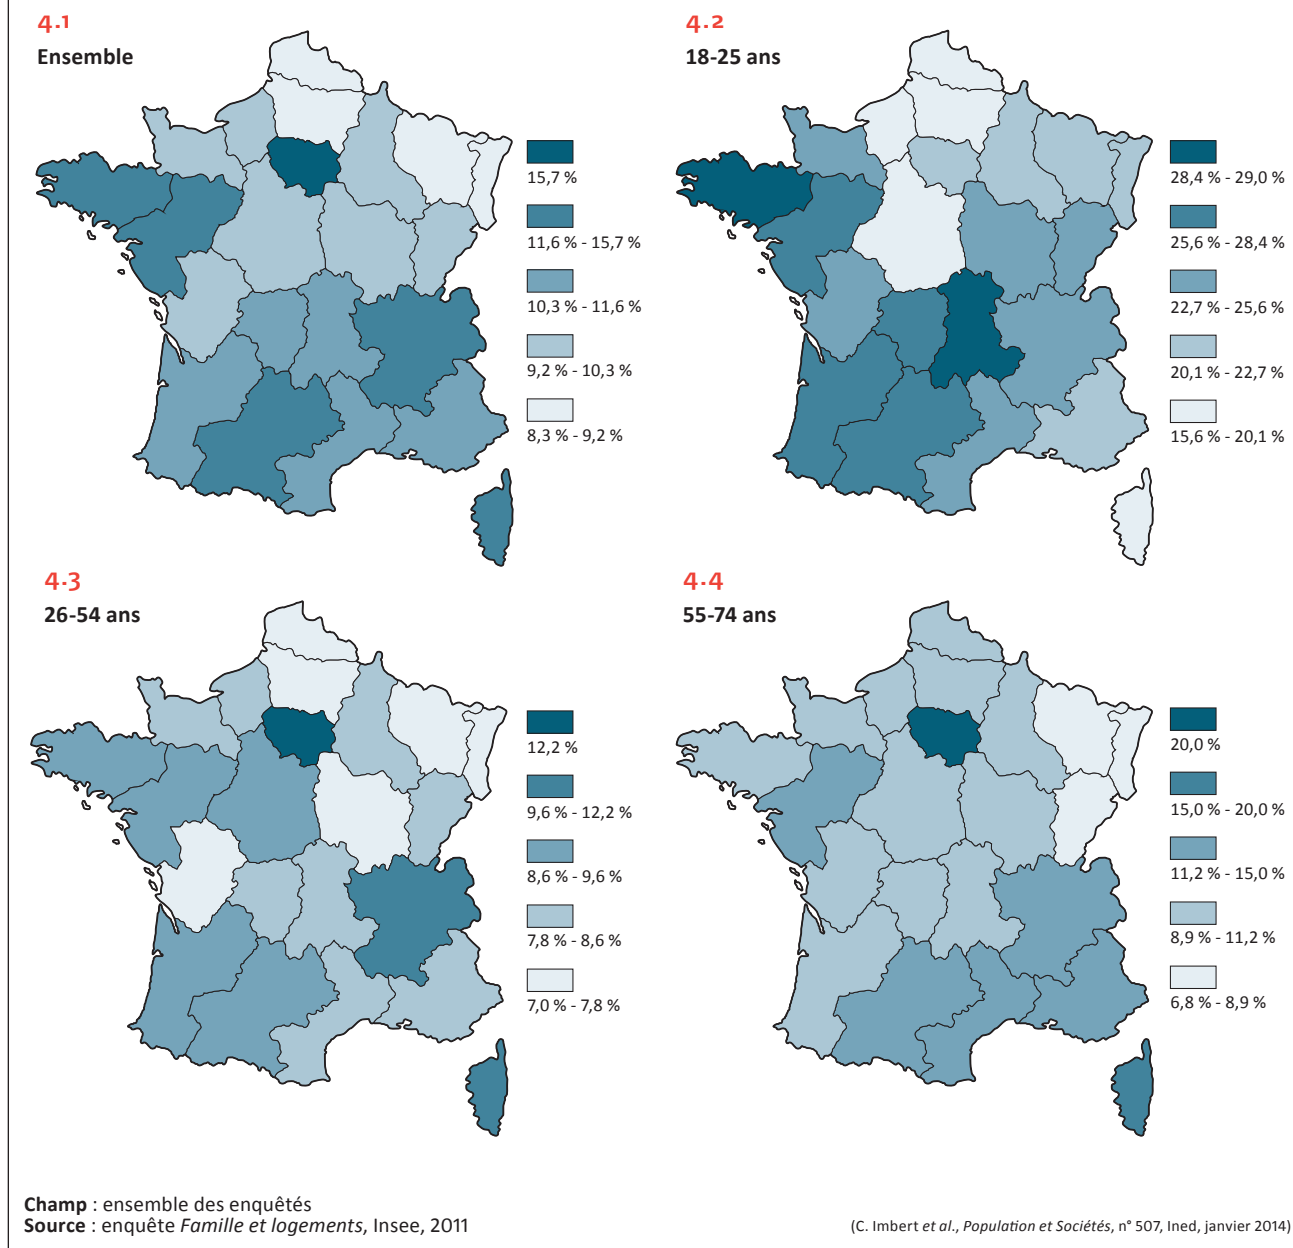 4.1
Ensemble
15,7 %
11,6 % - 15,7 %
10,3 % - 11,6 %
9,2 % - 10,3 %
8,3 % - 9,2 %
4.2
18-25 ans
28,4 % - 29,0 %
25,6 % - 28,4 %
22,7 % - 25,6 %
20,1 % - 22,7 %
15,6 % - 20,1 %
4.3
26-54 ans
12,2 %
9,6 % - 12,2 %
8,6 % - 9,6 %
7,8 % - 8,6 %
7,0 % - 7,8 %
4.4
55-74 ans
20,0 %
15,0 % - 20,0 %
11,2 % - 15,0 %
8,9 % - 11,2 %
6,8 % - 8,9 %
Champ : ensemble des enquêtés
Source : enquête Famille et logements, Insee, 2011
(C. Imbert et al., Population et Sociétés, n° 507, Ined, janvier 2014)